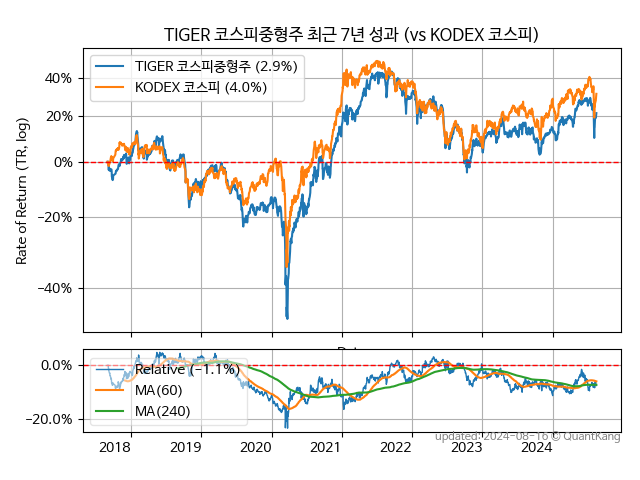 TIGER 코스피중형주 최근 7년 성과 (vs KODEX 코스피)
Rate of Return (TR, log)
40%
20%
0%
−20%
−40%
TIGER 코스피중형주 (2.9%)
KODEX 코스피 (4.0%)
0.0%
−20.0%
Relative (−1.1%)
MA(60)
MA(240)
2018 2019 2020 2021 2022 2023 2024
updated: 2024-08-16 © QuantKang